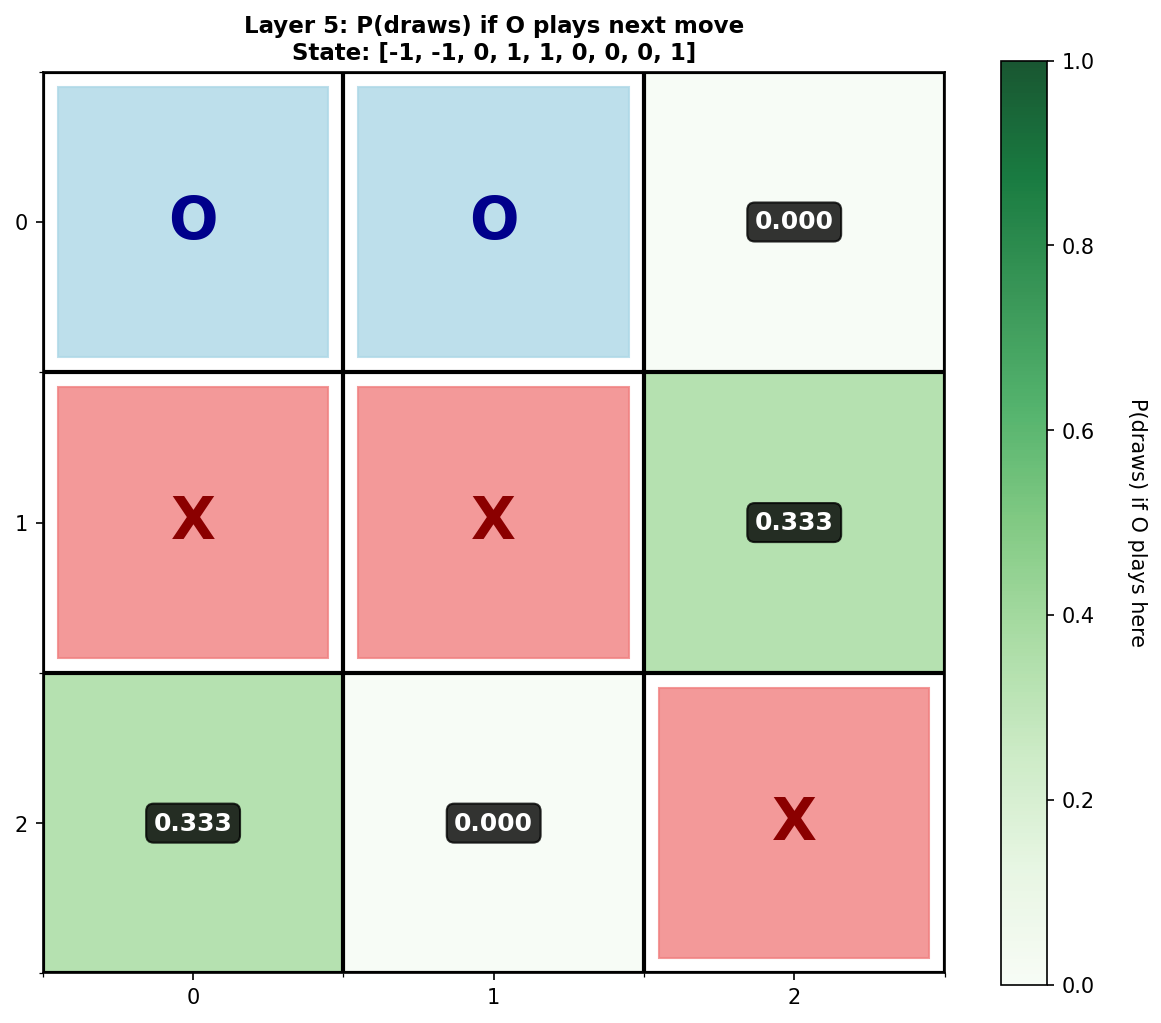 Layer 5: P(draws) if O plays next move
State: [-1, -1, 0, 1, 1, 0, 0, 0, 1]
1.0
0.8
0.6
0.4
0.2
0.0
P(draws) if O plays here
0
O
O
0.000
1
X
X
0.333
2
0.333
0.000
X
0
1
2